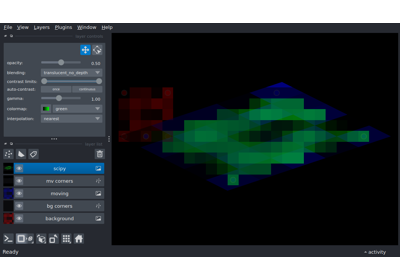 File View Layers Plugins Window Help
opacity: 0.50
blending: translucent_no_depth
contrast limits:
auto-contrast: once continuous
gamma: 1.00
colormap: green
interpolation: nearest
scipy
mv corners
moving
bg corners
background
Ready activity